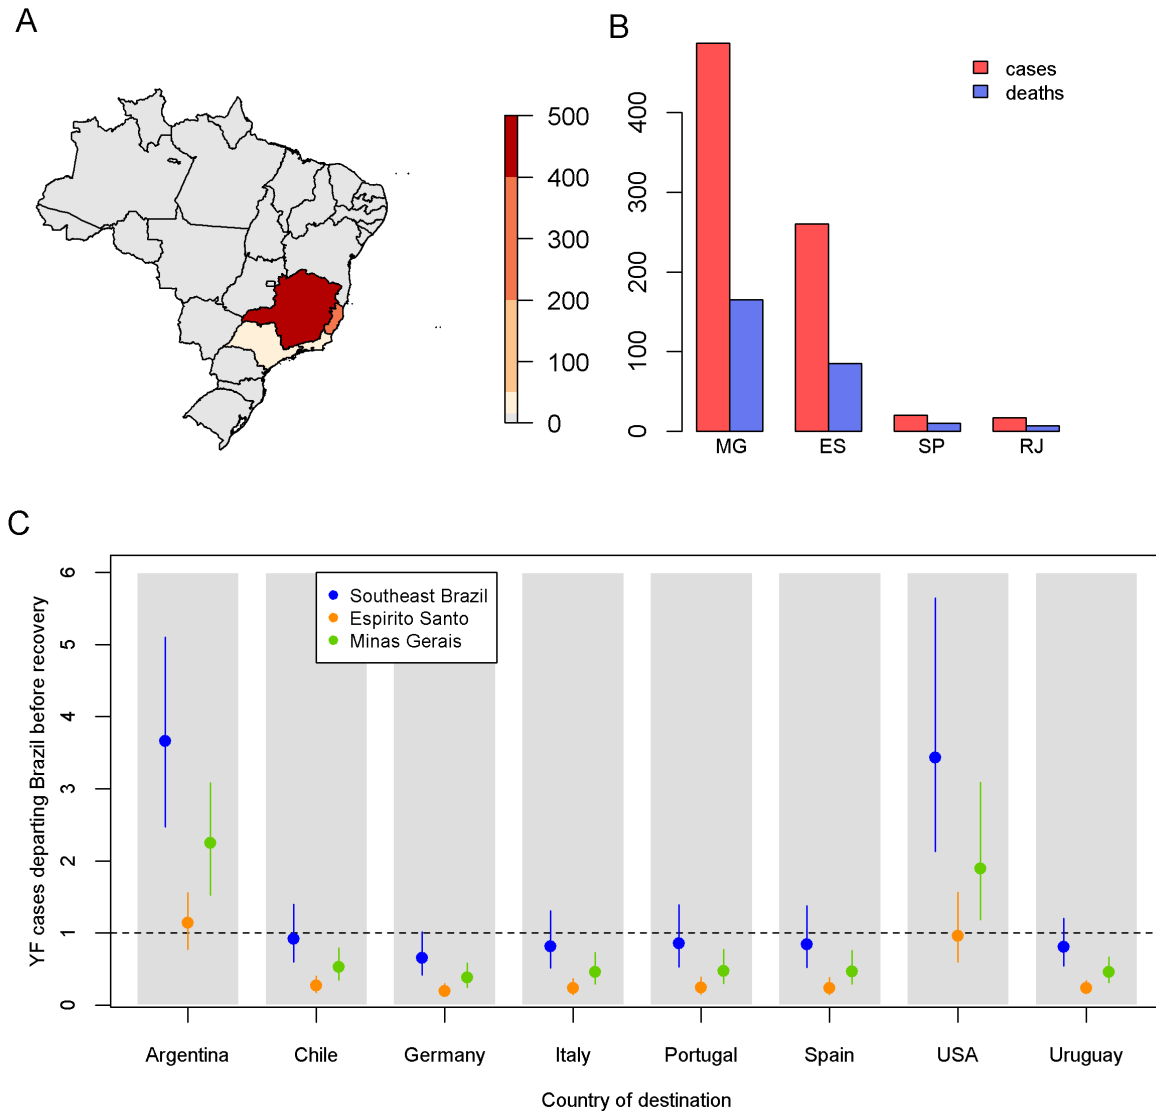 A
500
400
300
200
100
0
B
cases
deaths
400
300
200
100
0
MG ES SP RJ
C
YF cases departing Brazil before recovery
6
5
4
3
2
1
0
Southeast Brazil
Espirito Santo
Minas Gerais
Argentina Chile Germany Italy Portugal Spain USA Uruguay
Country of destination